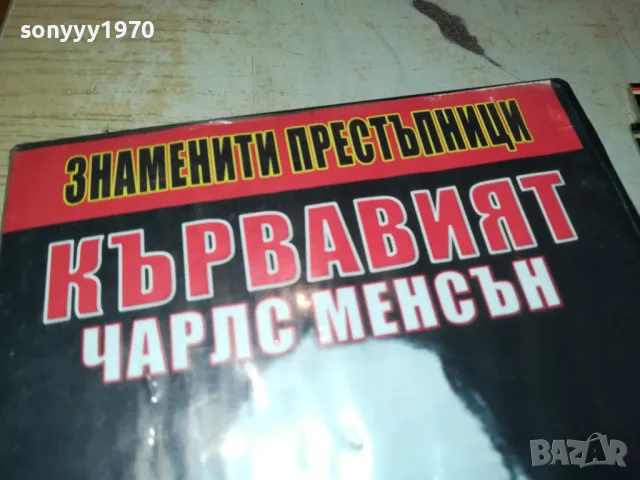 sonyyy1970
ЗНАМЕНИТИ ПРЕСТЪПНИЦИ
КЪРВАВИЯТ
ЧАРЛС МЕНСЪН
BAZAR